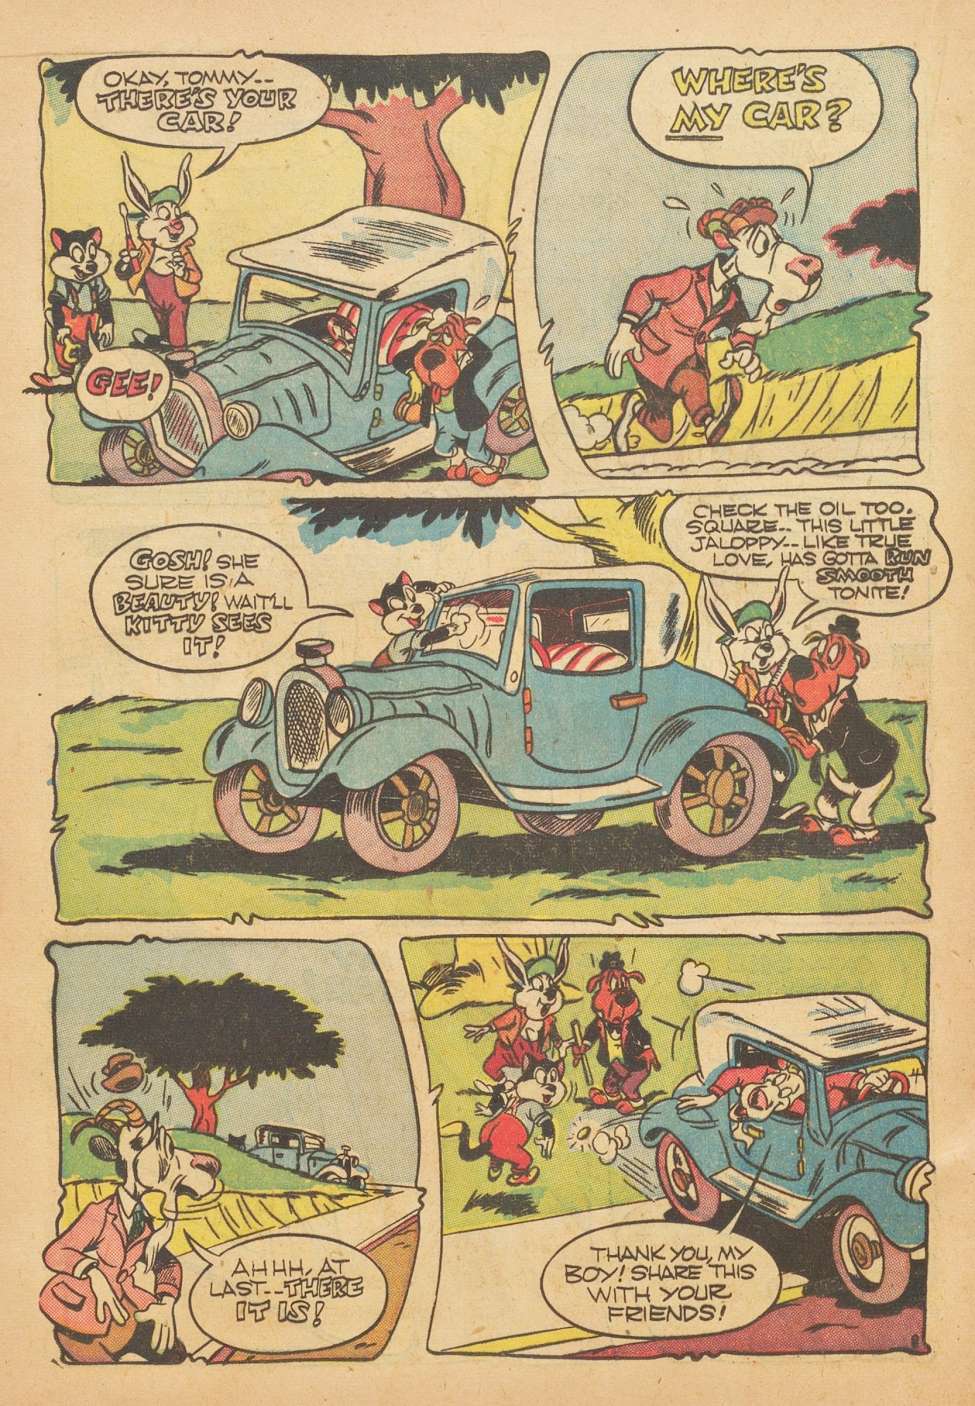 OKAY, TOMMY--
THERE'S YOUR
CAR!
GEE!
WHERE'S
MY CAR?
GOSH! SHE
SURE IS A
BEAUTY! WAIT'LL
KITTY SEES
IT!
CHECK THE OIL TOO.
SQUARE-- THIS LITTLE
JALOPPY-- LIKE TRUE
LOVE, HAS GOTTA RUN
SMOOTH
TONITE!
AHHH, AT
LAST--THERE
IT IS!
THANK YOU, MY
BOY! SHARE THIS
WITH YOUR
FRIENDS!